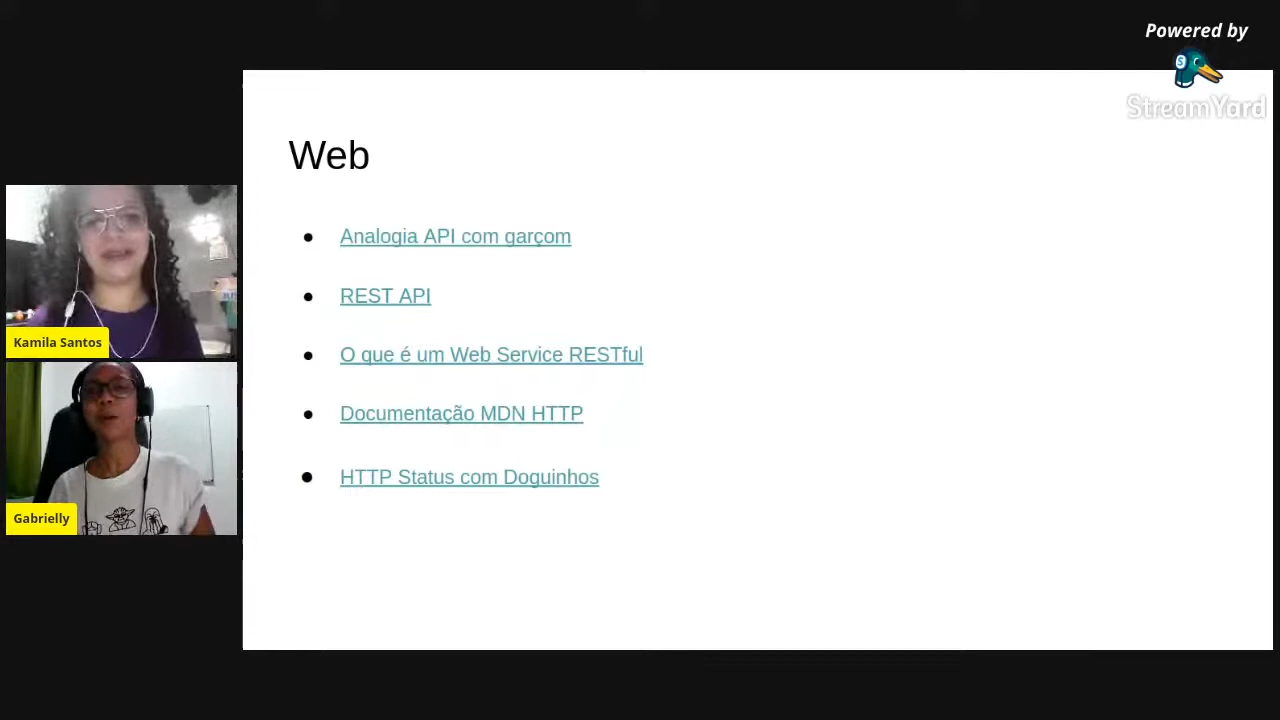 Powered by
StreamYard
Web
Analogia API com garçom
REST API
O que é um Web Service RESTful
Documentação MDN HTTP
HTTP Status com Doguinhos
Kamila Santos
Gabrielly